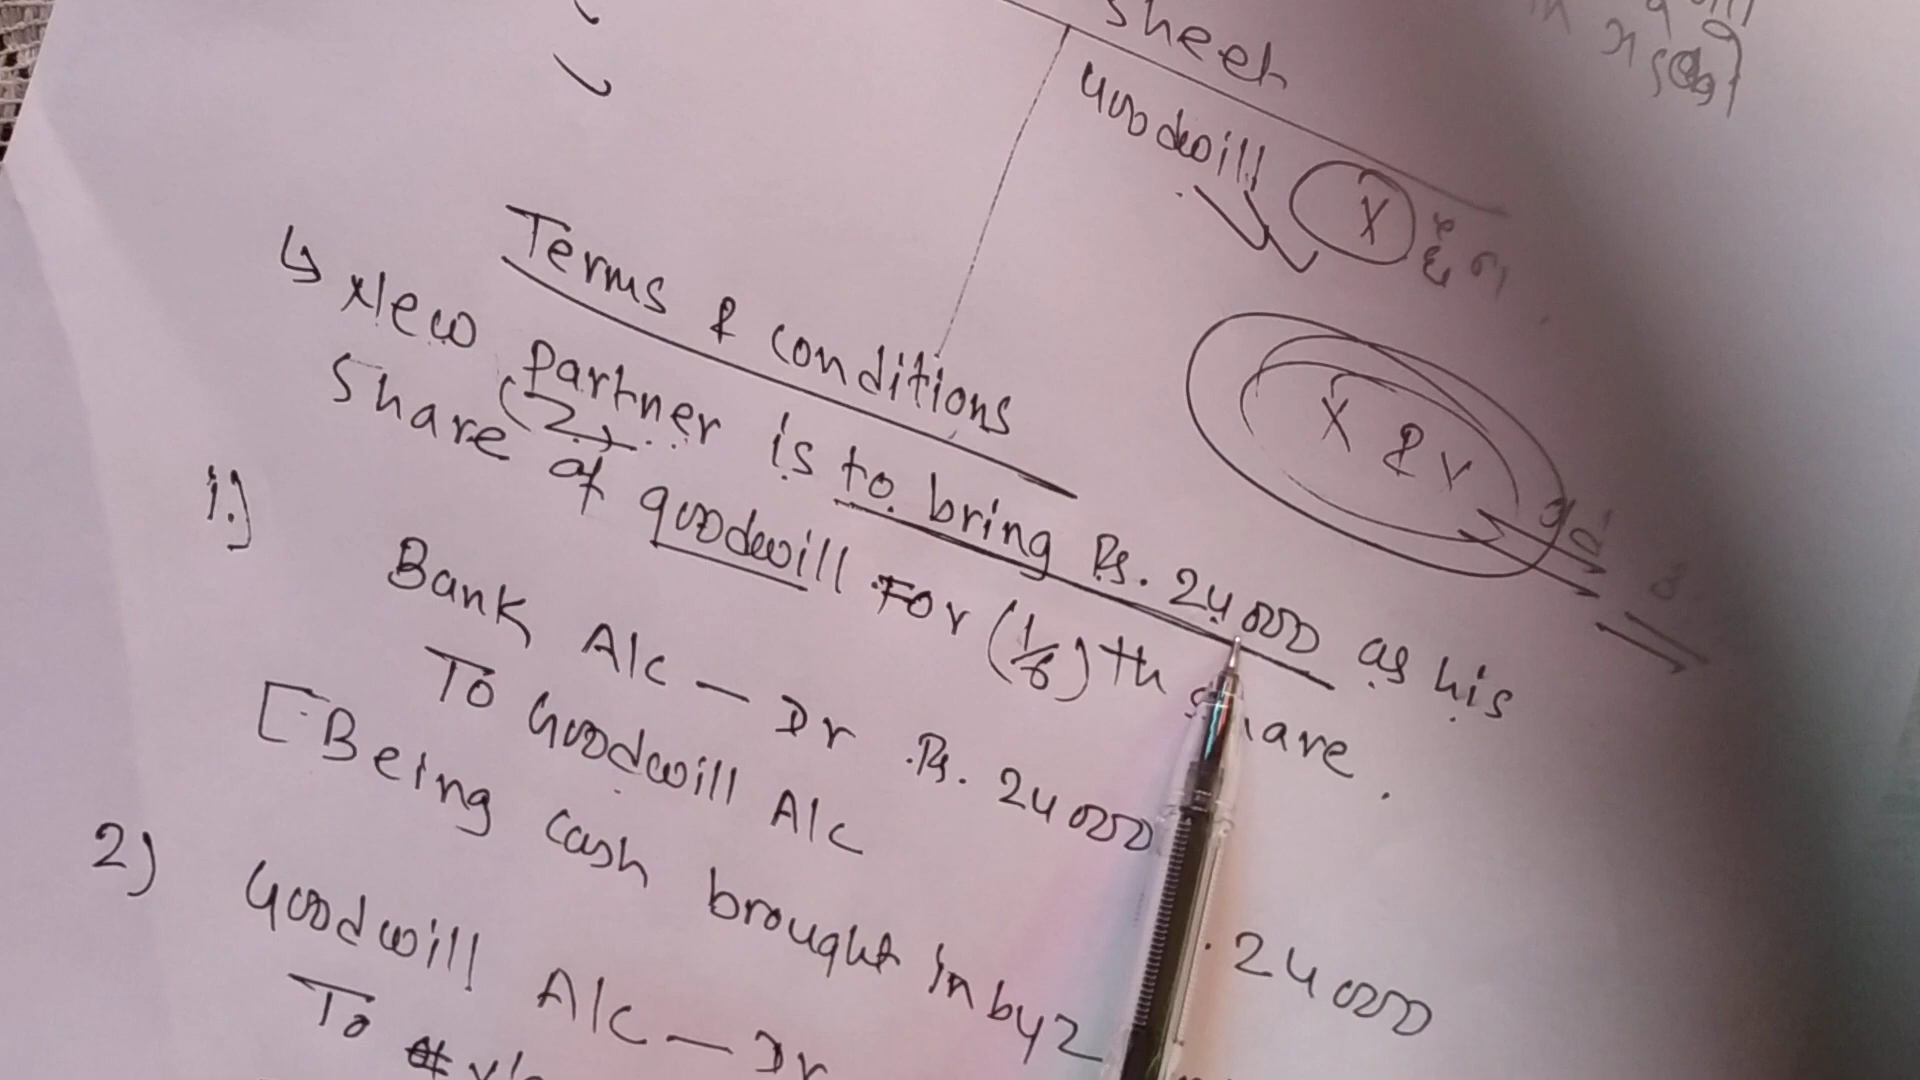 sheet
Goodwill X
X & Y
Terms & conditions
↳ New partner is to bring Rs. 24000 as his
(Z)
share of goodwill For (1/6)th share.
i.) Bank A/c — Dr Rs. 24000
To Goodwill A/c . 24000
[Being cash brought in by Z
2) Goodwill A/c — Dr
To